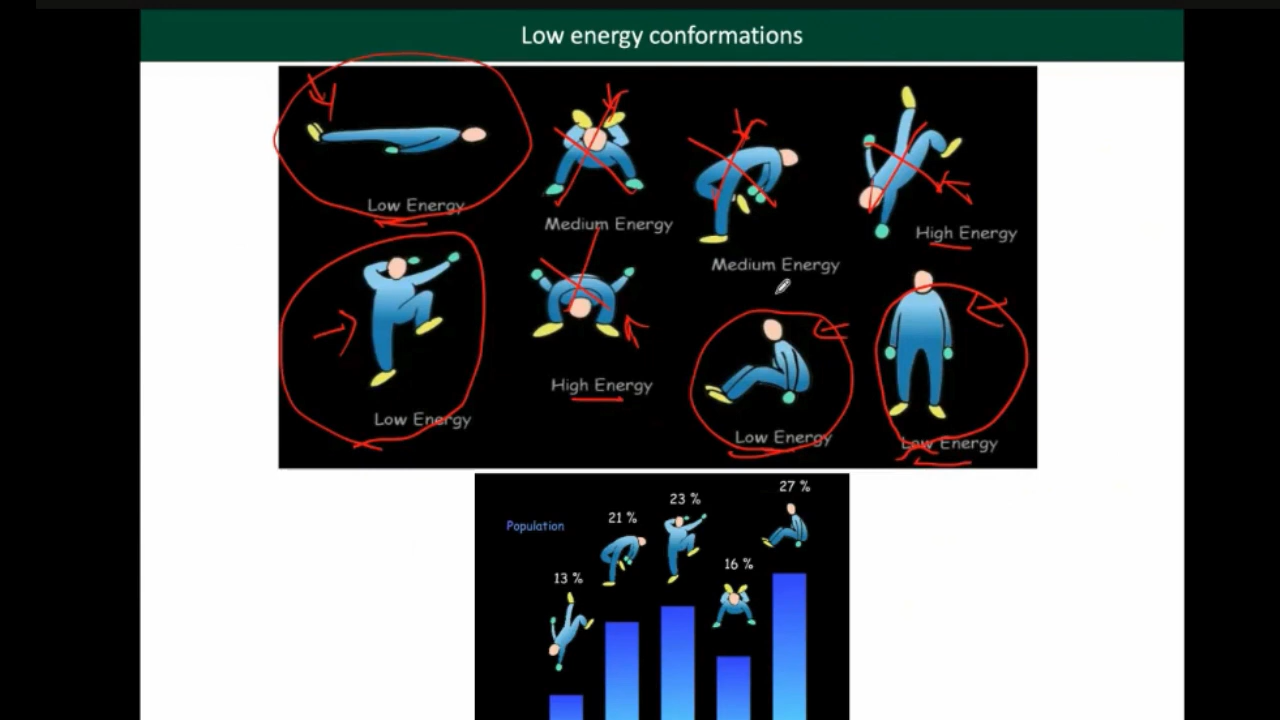 Low energy conformations
Low Energy
Medium Energy
Medium Energy
High Energy
Low Energy
High Energy
Low Energy
Low Energy
Population
13 %
21 %
23 %
16 %
27 %